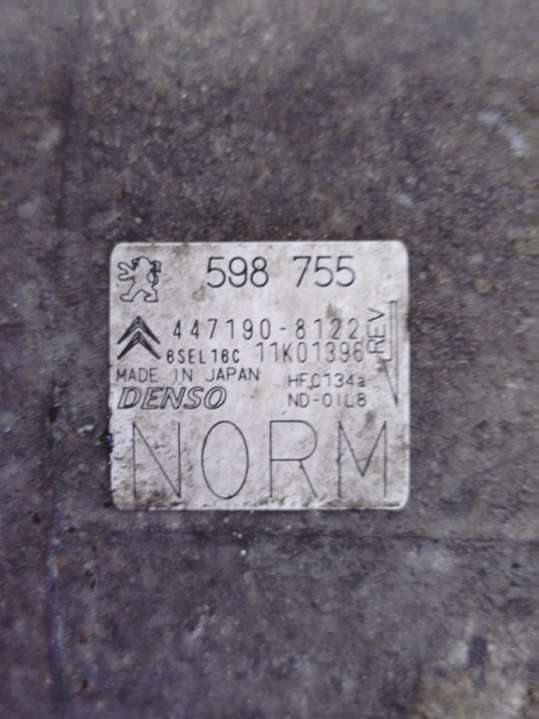 598 755
447190-8122
6SEL16C 11K01396
REV
MADE IN JAPAN HFC134a
DENSO ND-OIL8
NORM